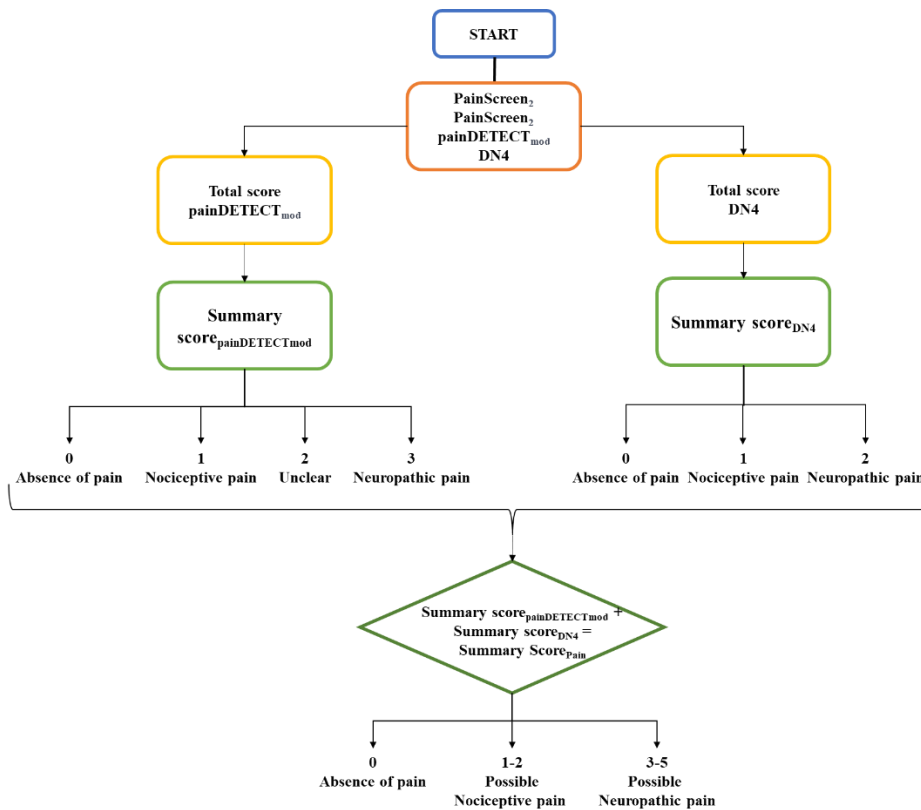 START
PainScreen₂
PainScreen₂
painDETECTmod
DN4
Total score
painDETECTmod
Total score
DN4
Summary
scorepainDETECTmod
Summary scoreDN4
0
Absence of pain
1
Nociceptive pain
2
Unclear
3
Neuropathic pain
0
Absence of pain
1
Nociceptive pain
2
Neuropathic pain
Summary scorepainDETECTmod +
Summary scoreDN4 =
Summary ScorePain
0
Absence of pain
1-2
Possible
Nociceptive pain
3-5
Possible
Neuropathic pain